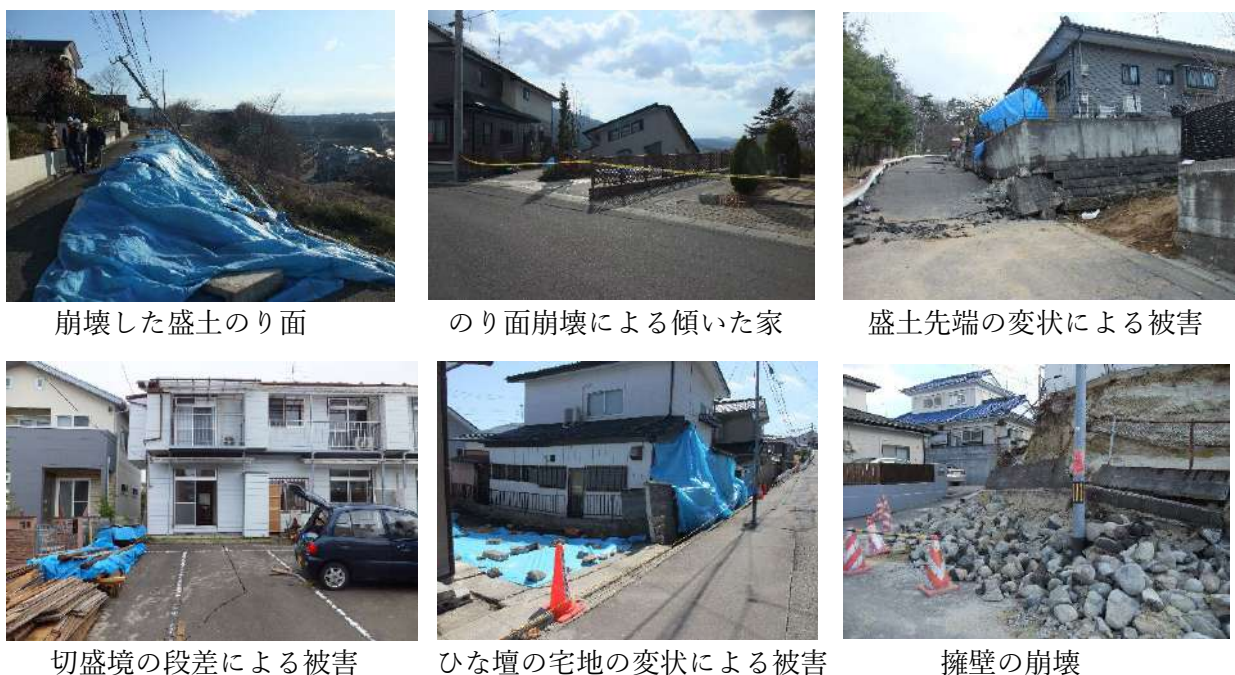 崩壊した盛土のり面
のり面崩壊による傾いた家
盛土先端の変状による被害
切盛境の段差による被害
ひな壇の宅地の変状による被害
擁壁の崩壊